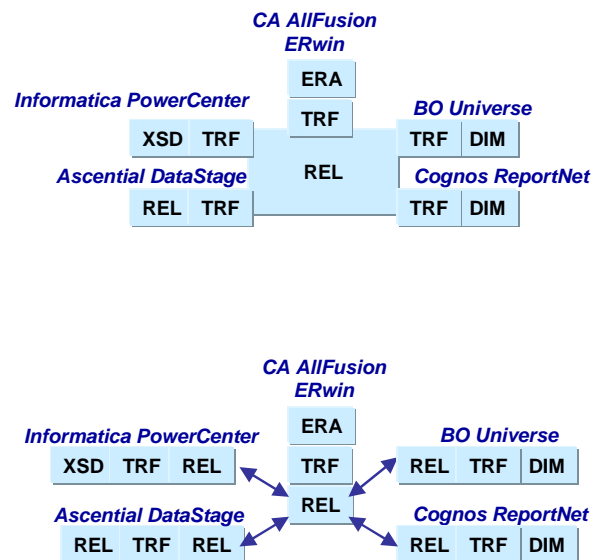 CA AllFusion
ERwin
ERA
Informatica PowerCenter
BO Universe
TRF
XSD TRF
TRF DIM
REL
Ascential DataStage
Cognos ReportNet
REL TRF
TRF DIM
CA AllFusion
ERwin
ERA
Informatica PowerCenter
BO Universe
XSD TRF REL
TRF
REL TRF DIM
REL
Ascential DataStage
Cognos ReportNet
REL TRF REL
REL TRF DIM